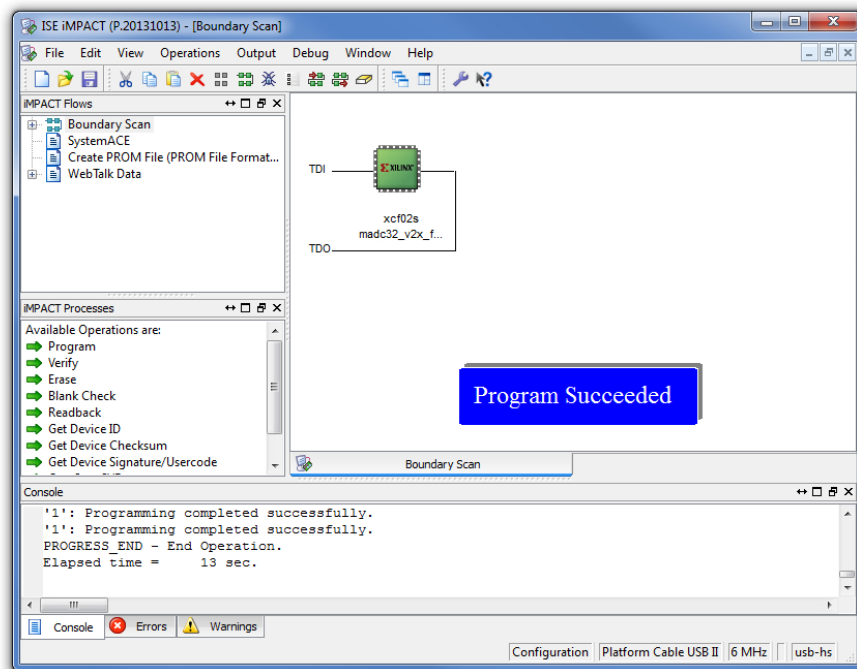 ISE iMPACT (P.20131013) - [Boundary Scan]
File Edit View Operations Output Debug Window Help
iMPACT Flows
Boundary Scan
SystemACE
Create PROM File (PROM File Format...
WebTalk Data
TDI
XILINX
xcf02s
madc32_v2x_f...
TDO
iMPACT Processes
Available Operations are:
Program
Verify
Erase
Blank Check
Readback
Get Device ID
Get Device Checksum
Get Device Signature/Usercode
Program Succeeded
Boundary Scan
Console
'1': Programming completed successfully.
'1': Programming completed successfully.
PROGRESS_END - End Operation.
Elapsed time = 13 sec.
Console Errors Warnings
Configuration Platform Cable USB II 6 MHz usb-hs